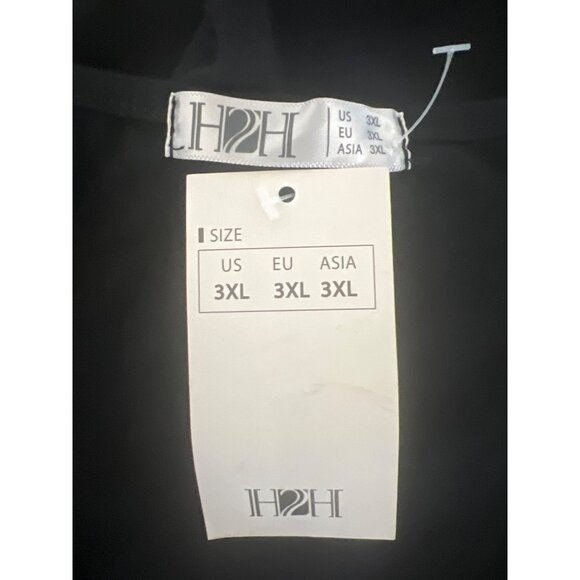 H2H
US 3XL
EU 3XL
ASIA 3XL
SIZE
US EU ASIA
3XL 3XL 3XL
H2H